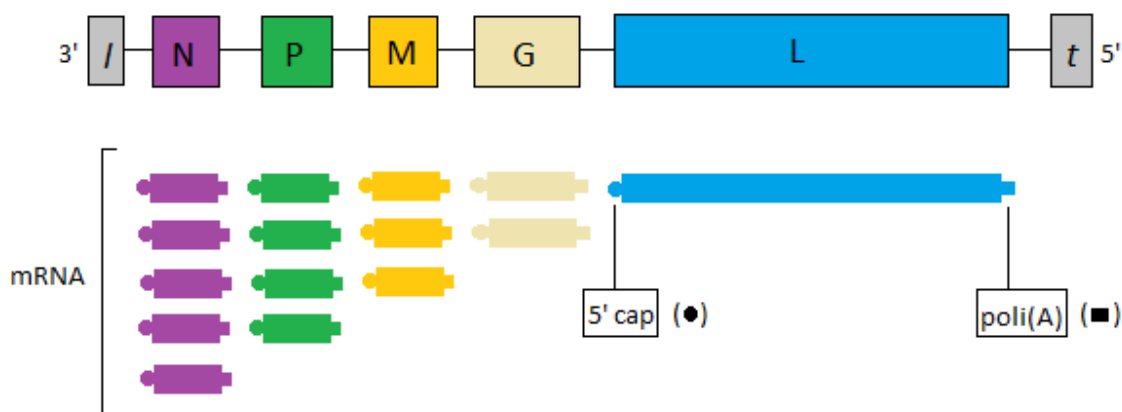 3' l N P M G L t 5'
mRNA
5' cap (●) poli(A) (■)